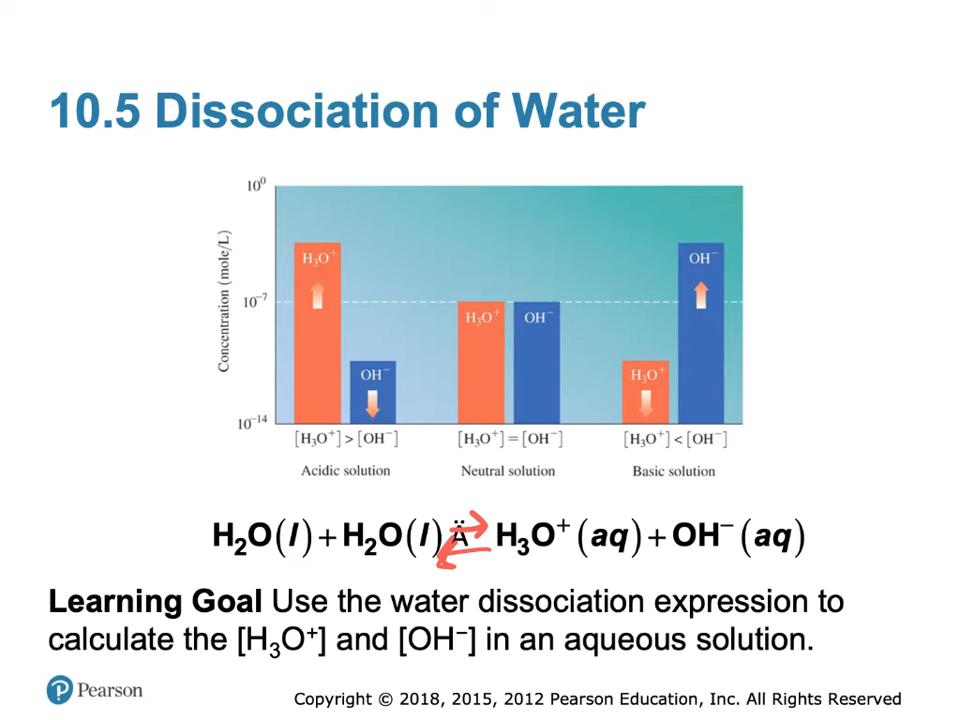 10.5 Dissociation of Water
10⁰
Concentration (mole/L)
10⁻⁷
10⁻¹⁴
H₃O⁺
OH⁻
H₃O⁺
OH⁻
H₃O⁺
OH⁻
[H₃O⁺] > [OH⁻]
[H₃O⁺] = [OH⁻]
[H₃O⁺] < [OH⁻]
Acidic solution
Neutral solution
Basic solution
H₂O(l) + H₂O(l) Ä H₃O⁺(aq) + OH⁻(aq)
Learning Goal Use the water dissociation expression to
calculate the [H₃O⁺] and [OH⁻] in an aqueous solution.
P Pearson
Copyright © 2018, 2015, 2012 Pearson Education, Inc. All Rights Reserved